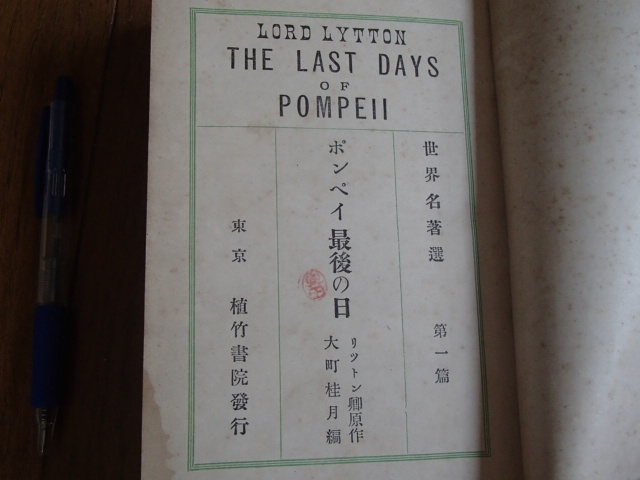 LORD LYTTON
THE LAST DAYS
OF
POMPEII
世界名著選 第一篇
ポンペイ最後の日
リツトン卿原作
大町桂月編
東京 植竹書院發行